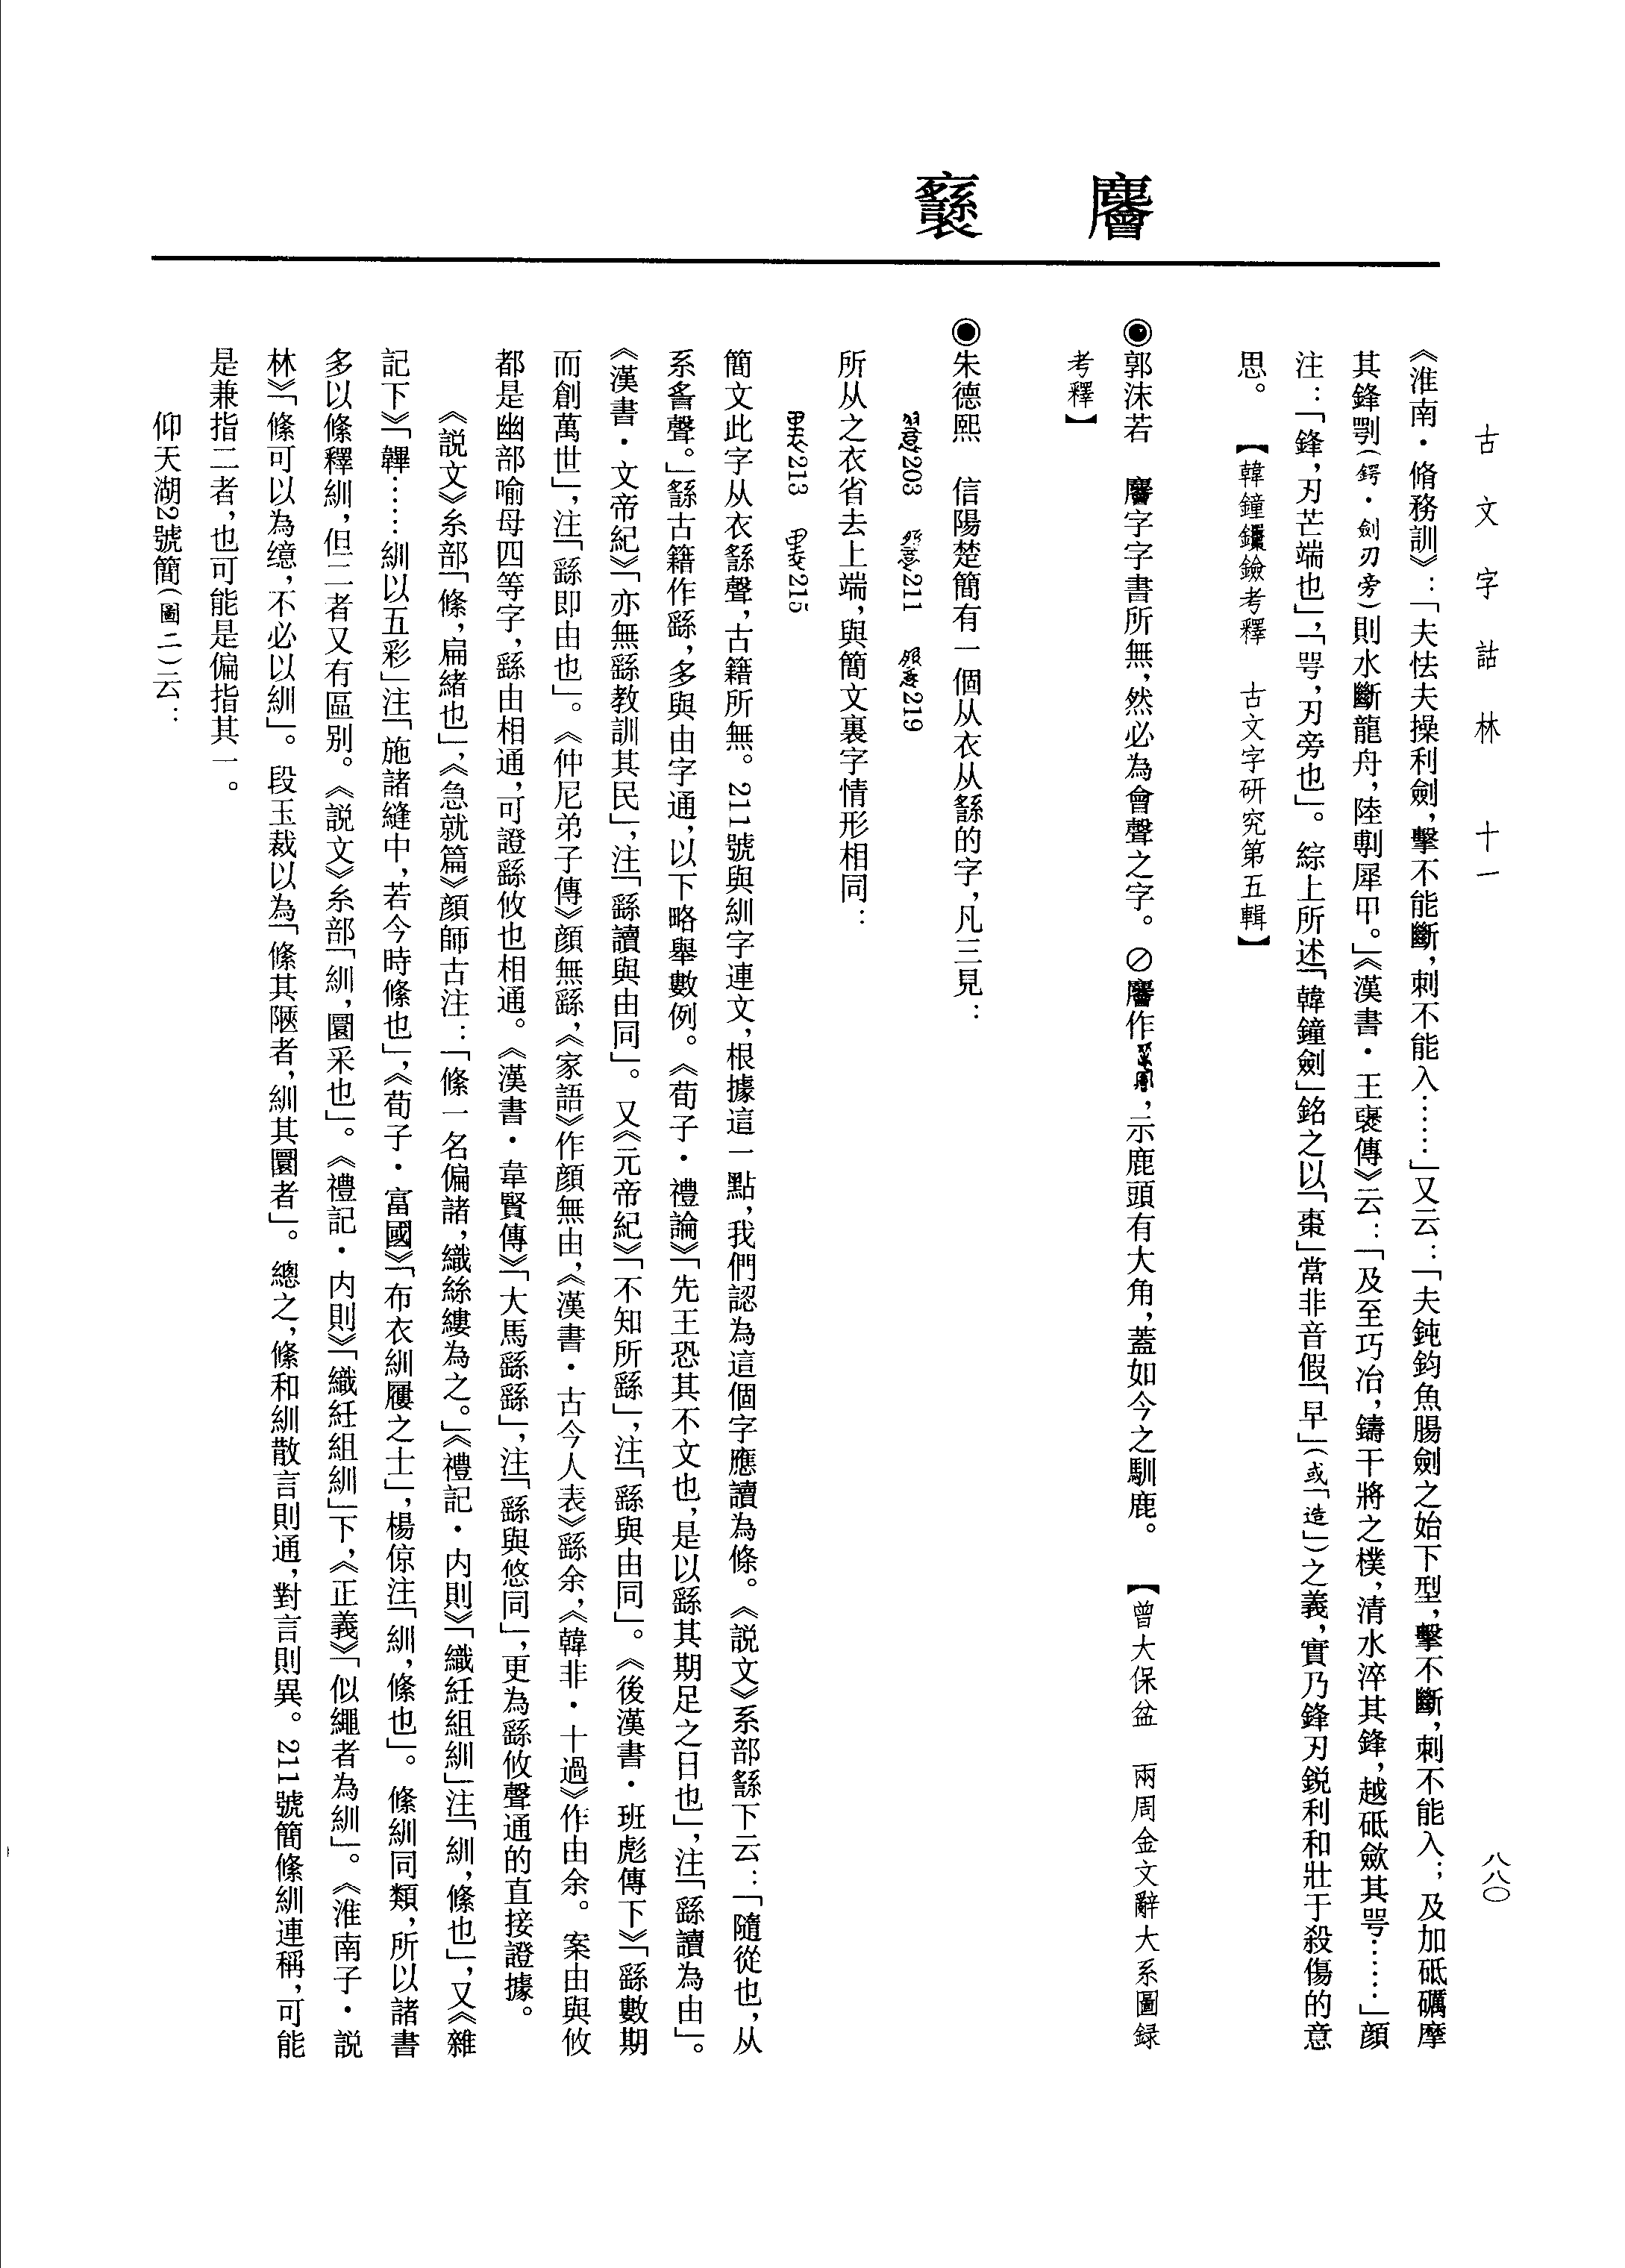 古文字詁林 十一
八八〇
《淮南·脩務訓》：「夫怯夫操利劍，擊不能斷，刺不能入……」又云：「夫鈍鈞魚腸劍之始下型，擊不斷，刺不能入；及加砥礪摩
其鋒鄂（鍔·劍刃旁）則水斷龍舟，陸剸犀甲。」《漢書·王褒傳》云：「及至巧冶，鑄干將之樸，清水淬其鋒，越砥歛其咢……」顏
注：「鋒，刃芒端也」，「咢，刃旁也」。綜上所述「韓鐘劍」銘之以「棗」當非音假「早」（或「造」）之義，實乃鋒刃鋭利和壯于殺傷的意
思。 【韓鐘鐱考釋 古文字研究第五輯】
◉郭沫若 字字書所無，然必為會聲之字。⊘作，示鹿頭有大角，蓋如今之馴鹿。 【曾大保盆 兩周金文辭大系圖録
考釋】
◉朱德熙 信陽楚簡有一個从衣从䌛的字，凡三見：
203 211 219
所从之衣省去上端，與簡文裏字情形相同：
213 215
簡文此字从衣䌛聲，古籍所無。211號與紃字連文，根據這一點，我們認為這個字應讀為絛。《説文》系部䌛下云：「隨從也，从
系䚻聲。」䌛古籍作繇，多與由字通，以下略舉數例。《荀子·禮論》「先王恐其不文也，是以繇其期足之日也」，注「繇讀為由」。
《漢書·文帝紀》「亦無繇教訓其民」，注「繇讀與由同」。又《元帝紀》「不知所繇」，注「繇與由同」。《後漢書·班彪傳下》「繇數期
而創萬世」，注「繇即由也」。《仲尼弟子傳》顔無繇，《家語》作顔無由，《漢書·古今人表》繇余，《韓非·十過》作由余。案由與攸
都是幽部喻母四等字，繇由相通，可證繇攸也相通。《漢書·韋賢傳》「犬馬繇繇」，注「繇與悠同」，更為繇攸聲通的直接證據。
《説文》糸部「絛，扁緒也」，《急就篇》顔師古注：「絛一名偏諸，織絲縷為之。」《禮記·内則》「織紝組紃」注「紃，絛也」，又《雜
記下》「韠……紃以五彩」注「施諸縫中，若今時絛也」，《荀子·富國》「布衣紃屨之士」，楊倞注「紃，絛也」。絛紃同類，所以諸書
多以絛釋紃，但二者又有區别。《説文》糸部「紃，圜采也」。《禮記·内則》「織紝組紃」下，《正義》「似繩者為紃」。《淮南子·説
林》「絛可以為繶，不必以紃」。段玉裁以為「絛其陿者，紃其圜者」。總之，絛和紃散言則通，對言則異。211號簡絛紃連稱，可能
是兼指二者，也可能是偏指其一。
仰天湖2號簡（圖二）云：